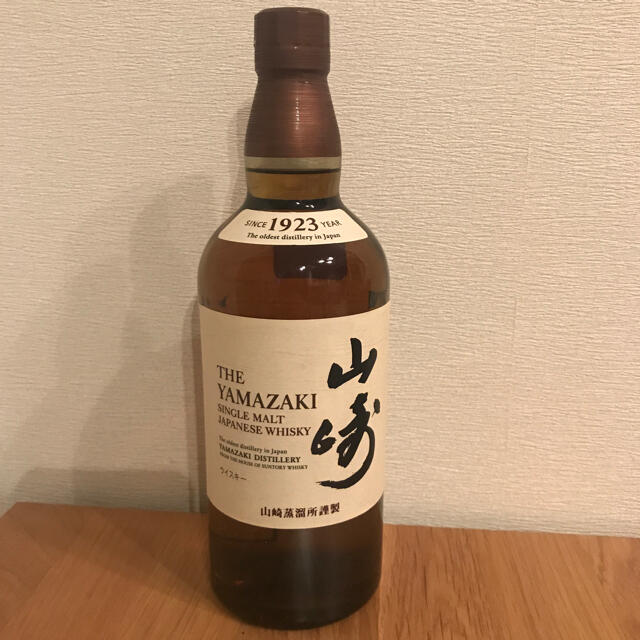 SINCE 1923 YEAR
The oldest distillery in Japan
山崎
THE
YAMAZAKI
SINGLE MALT
JAPANESE WHISKY
The oldest distillery in Japan
YAMAZAKI DISTILLERY
FROM THE HOUSE OF SUNTORY WHISKY
ウイスキー
山崎蒸溜所謹製